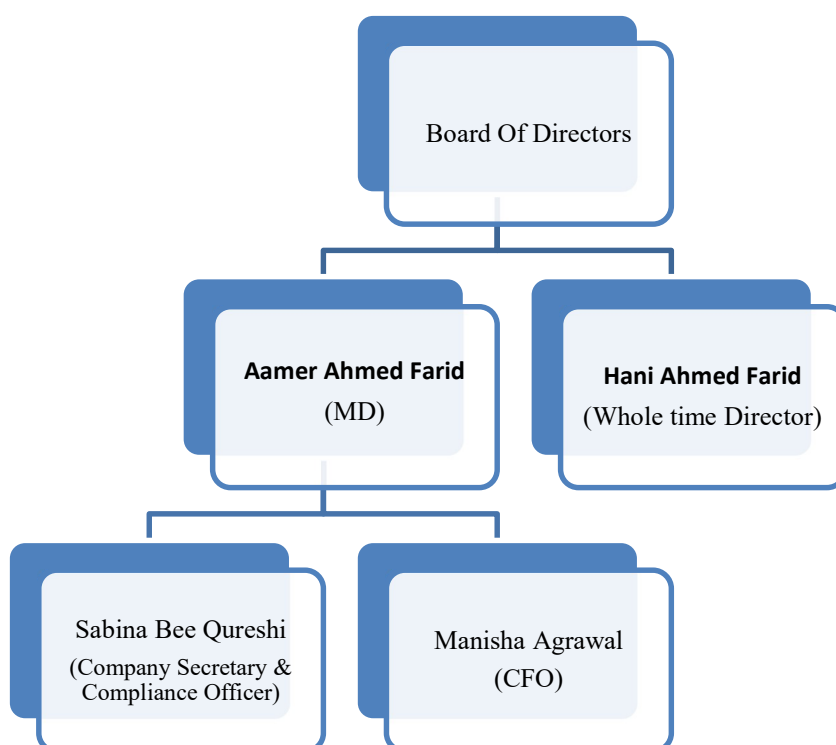 Board Of Directors
Aamer Ahmed Farid
(MD)
Hani Ahmed Farid
(Whole time Director)
Sabina Bee Qureshi
(Company Secretary &
Compliance Officer)
Manisha Agrawal
(CFO)